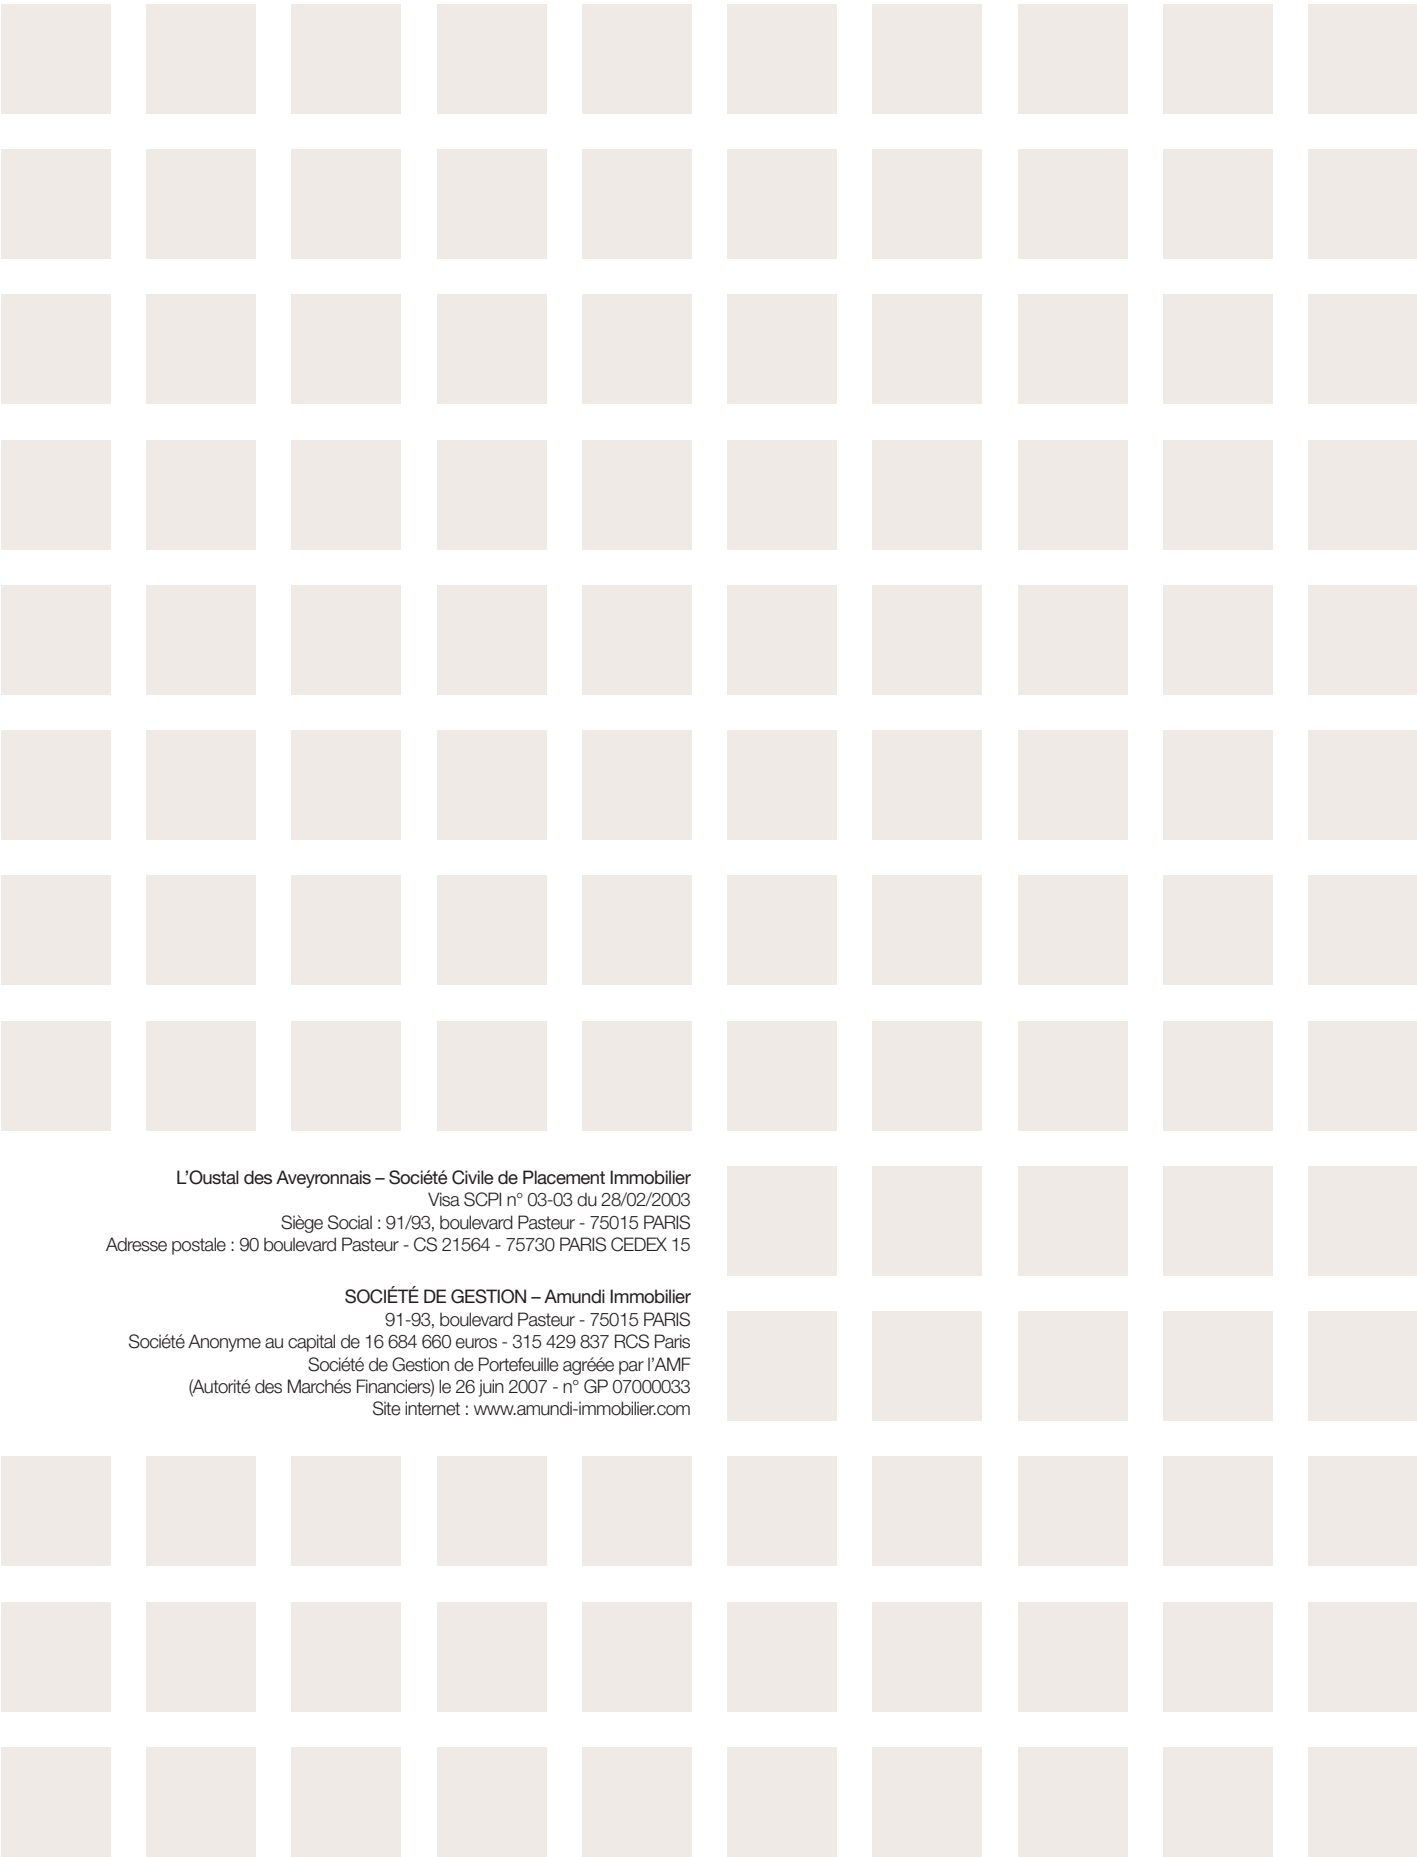 L’Oustal des Aveyronnais – Société Civile de Placement Immobilier
Visa SCPI n° 03-03 du 28/02/2003
Siège Social : 91/93, boulevard Pasteur - 75015 PARIS
Adresse postale : 90 boulevard Pasteur - CS 21564 - 75730 PARIS CEDEX 15
SOCIÉTÉ DE GESTION – Amundi Immobilier
91-93, boulevard Pasteur - 75015 PARIS
Société Anonyme au capital de 16 684 660 euros - 315 429 837 RCS Paris
Société de Gestion de Portefeuille agréée par l’AMF
(Autorité des Marchés Financiers) le 26 juin 2007 - n° GP 07000033
Site internet : www.amundi-immobilier.com